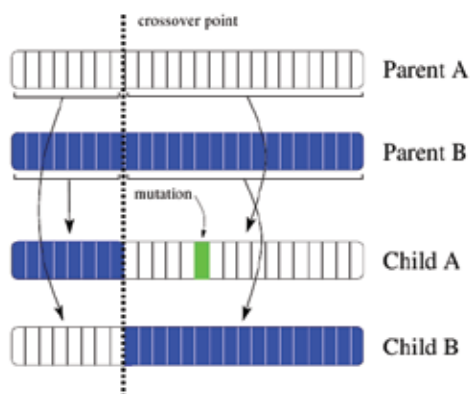 crossover point
Parent A
Parent B
mutation
Child A
Child B